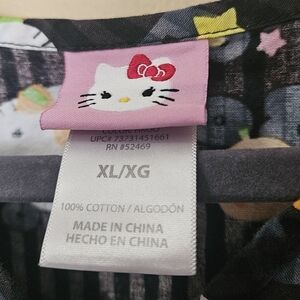 UPC# 73731451661
RN #52469
XL/XG
100% COTTON / ALGODÓN
MADE IN CHINA
HECHO EN CHINA